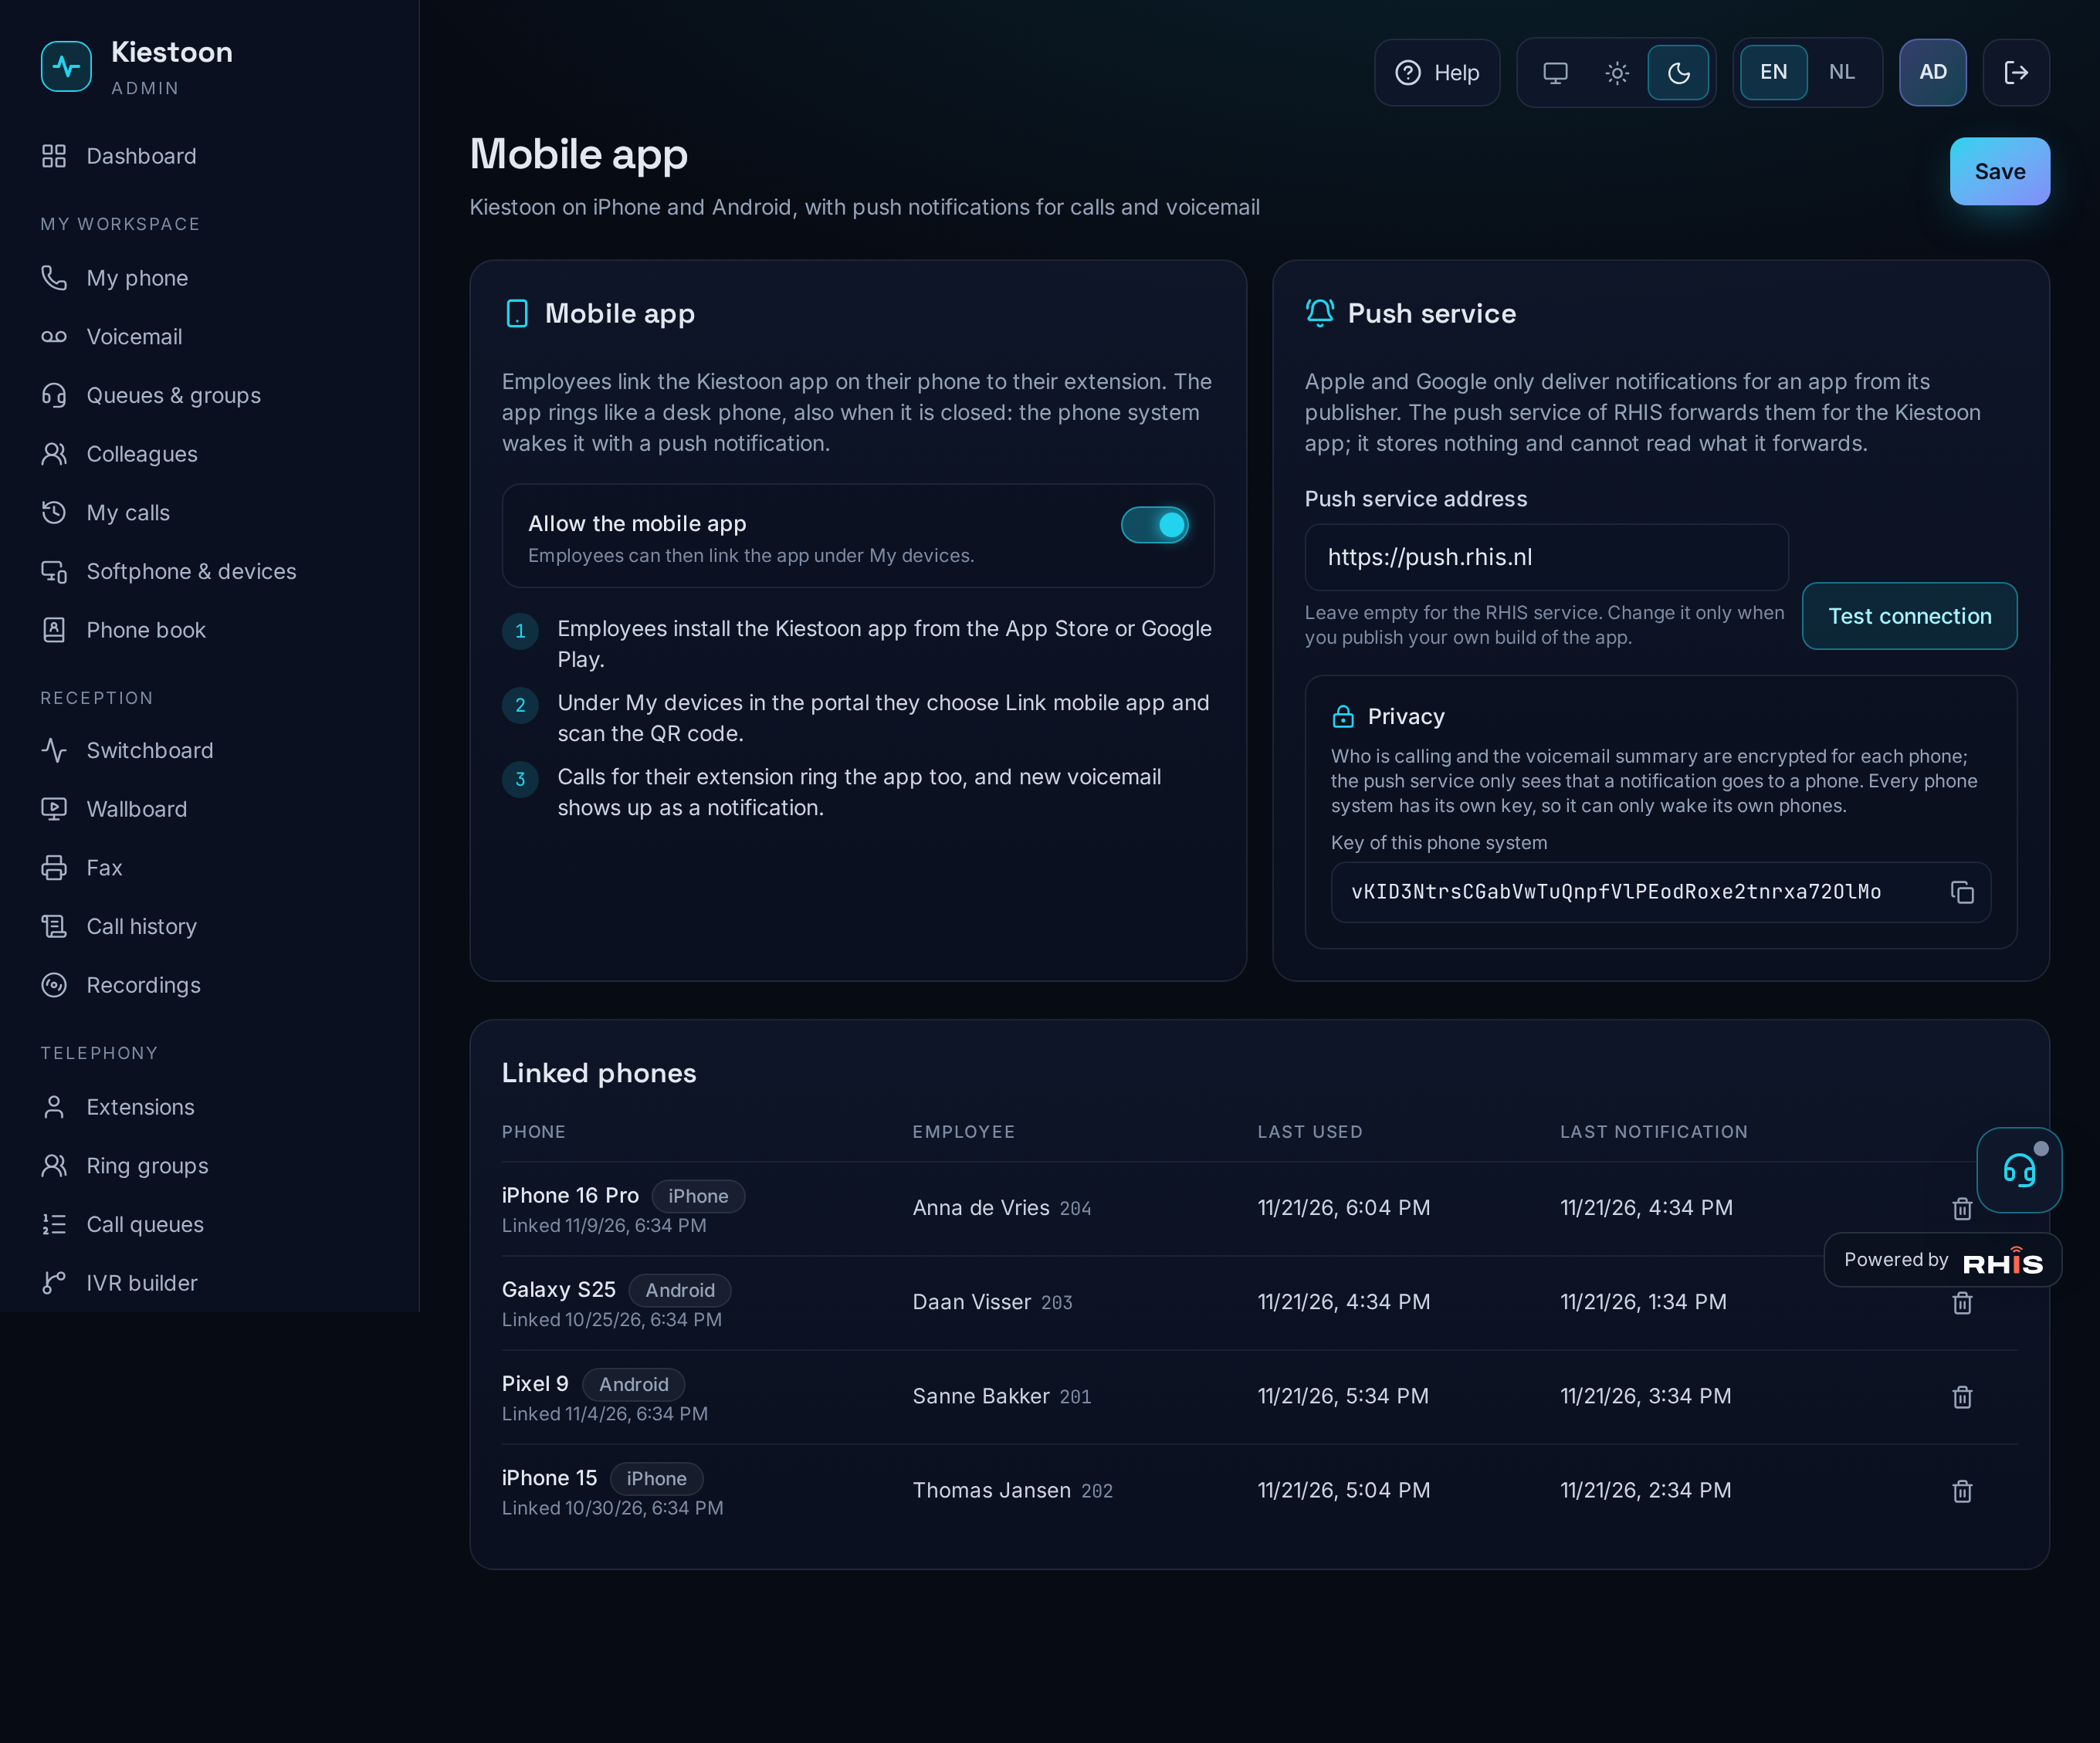 Kiestoon
ADMIN
Dashboard
MY WORKSPACE
My phone
Voicemail
Queues & groups
Colleagues
My calls
Softphone & devices
Phone book
RECEPTION
Switchboard
Wallboard
Fax
Call history
Recordings
TELEPHONY
Extensions
Ring groups
Call queues
IVR builder
Help
EN
NL
AD
Mobile app
Save
Kiestoon on iPhone and Android, with push notifications for calls and voicemail
Mobile app
Employees link the Kiestoon app on their phone to their extension. The
app rings like a desk phone, also when it is closed: the phone system
wakes it with a push notification.
Allow the mobile app
Employees can then link the app under My devices.
1 Employees install the Kiestoon app from the App Store or Google
Play.
2 Under My devices in the portal they choose Link mobile app and
scan the QR code.
3 Calls for their extension ring the app too, and new voicemail
shows up as a notification.
Push service
Apple and Google only deliver notifications for an app from its
publisher. The push service of RHIS forwards them for the Kiestoon
app; it stores nothing and cannot read what it forwards.
Push service address
https://push.rhis.nl
Leave empty for the RHIS service. Change it only when
you publish your own build of the app.
Test connection
Privacy
Who is calling and the voicemail summary are encrypted for each phone;
the push service only sees that a notification goes to a phone. Every phone
system has its own key, so it can only wake its own phones.
Key of this phone system
vKID3NtrsCGabVwTuQnpfVlPEodRoxe2tnrxa72OlMo
Linked phones
PHONE EMPLOYEE LAST USED LAST NOTIFICATION
iPhone 16 Pro iPhone
Linked 11/9/26, 6:34 PM
Anna de Vries 204
11/21/26, 6:04 PM
11/21/26, 4:34 PM
Powered by RHIS
Galaxy S25 Android
Linked 10/25/26, 6:34 PM
Daan Visser 203
11/21/26, 4:34 PM
11/21/26, 1:34 PM
Pixel 9 Android
Linked 11/4/26, 6:34 PM
Sanne Bakker 201
11/21/26, 5:34 PM
11/21/26, 3:34 PM
iPhone 15 iPhone
Linked 10/30/26, 6:34 PM
Thomas Jansen 202
11/21/26, 5:04 PM
11/21/26, 2:34 PM